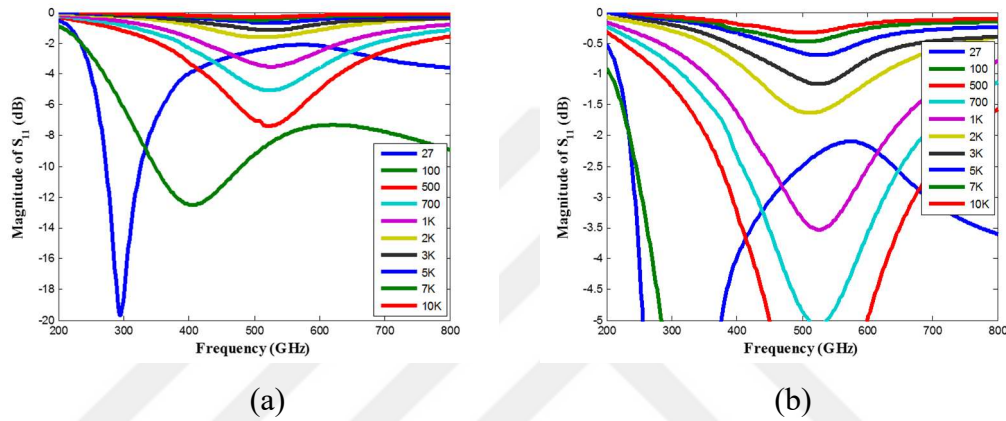 Magnitude of S11 (dB)
0
-2
-4
-6
-8
-10
-12
-14
-16
-18
-20
200 300 400 500 600 700 800
Frequency (GHz)
27
100
500
700
1K
2K
3K
5K
7K
10K
(a)
Magnitude of S11 (dB)
0
-0.5
-1
-1.5
-2
-2.5
-3
-3.5
-4
-4.5
-5
200 300 400 500 600 700 800
Frequency (GHz)
27
100
500
700
1K
2K
3K
5K
7K
10K
(b)